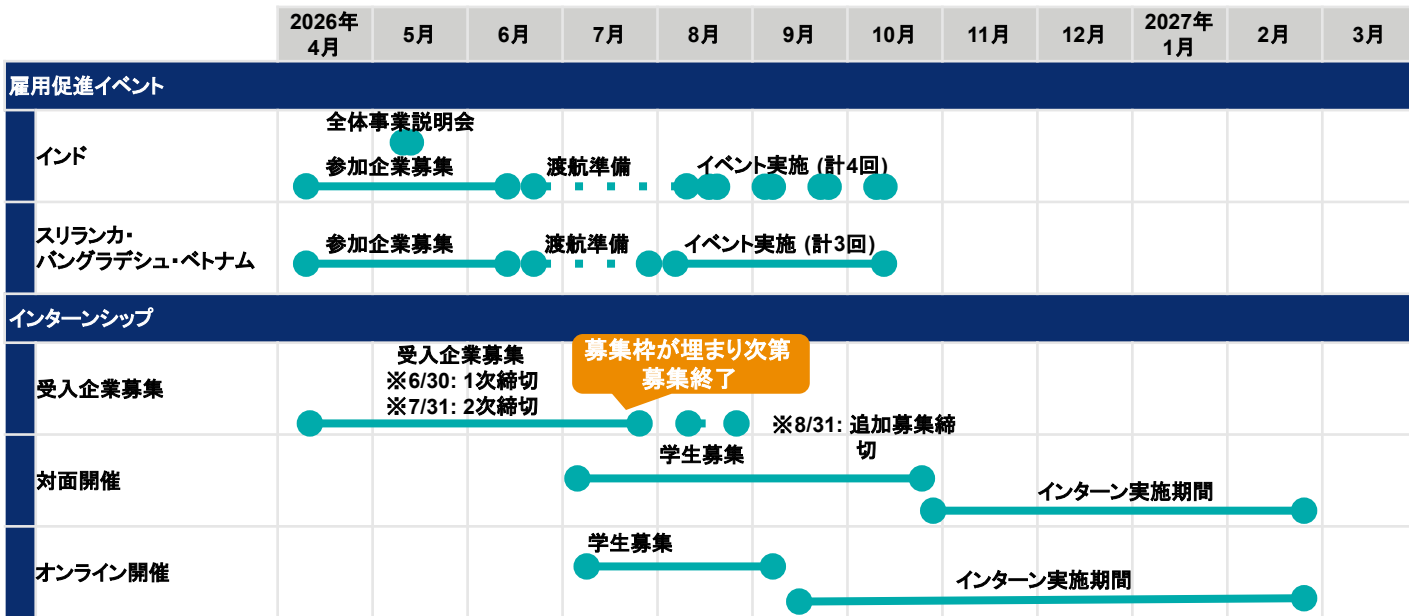 2026年
4月
5月
6月
7月
8月
9月
10月
11月
12月
2027年
1月
2月
3月
雇用促進イベント
インド
全体事業説明会
参加企業募集
渡航準備
イベント実施 (計4回)
スリランカ・
バングラデシュ・ベトナム
参加企業募集
渡航準備
イベント実施 (計3回)
インターンシップ
受入企業募集
受入企業募集
※6/30: 1次締切
※7/31: 2次締切
募集枠が埋まり次第
募集終了
※8/31: 追加募集締
切
対面開催
学生募集
インターン実施期間
オンライン開催
学生募集
インターン実施期間